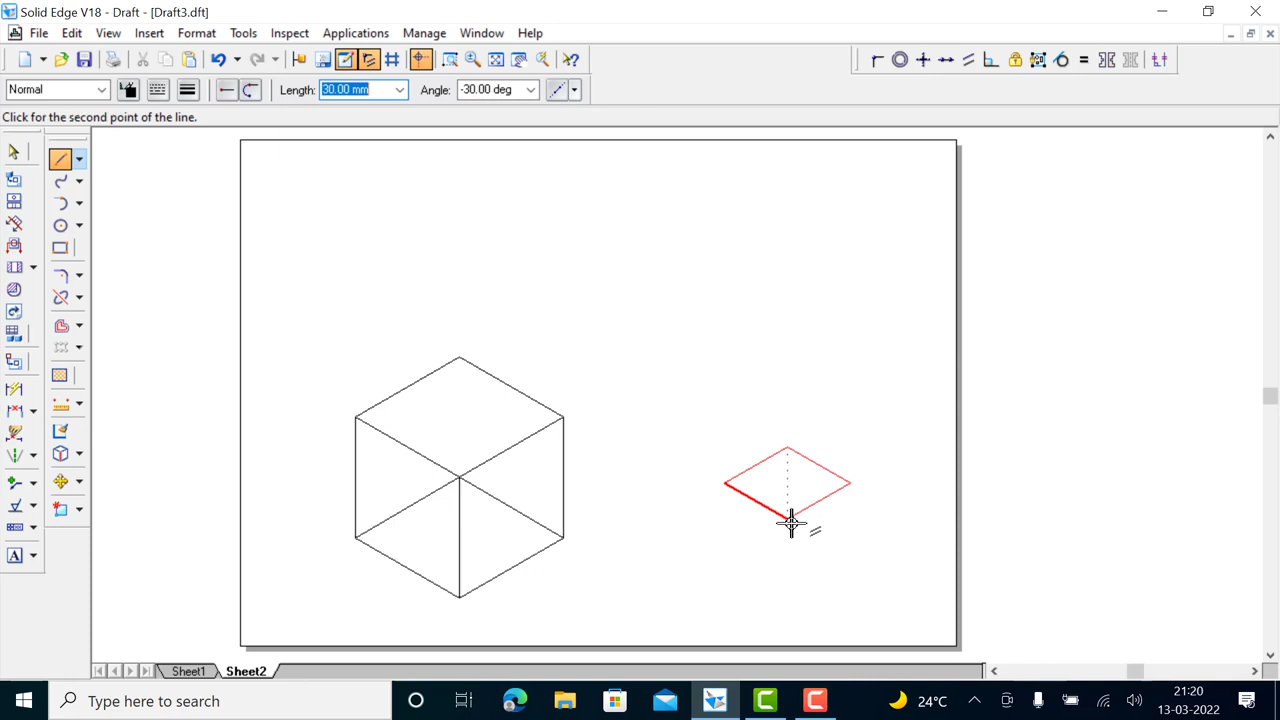 Solid Edge V18 - Draft - [Draft3.dft]
File Edit View Insert Format Tools Inspect Applications Manage Window Help
Normal Length: 30.00 mm Angle: -30.00 deg
Click for the second point of the line.
A
Sheet1 Sheet2
Type here to search
24°C
21:20
13-03-2022